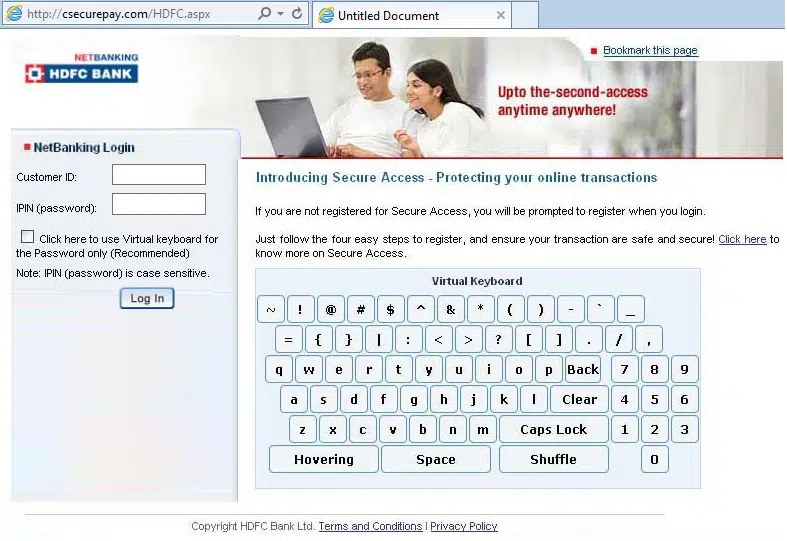 http://csecurepay.com/HDFC.aspx
Untitled Document
NETBANKING
HDFC BANK
Bookmark this page
Upto the-second-access
anytime anywhere!
NetBanking Login
Customer ID:
IPIN (password):
Click here to use Virtual keyboard for
the Password only (Recommended)
Note: IPIN (password) is case sensitive.
Log In
Introducing Secure Access - Protecting your online transactions
If you are not registered for Secure Access, you will be prompted to register when you login.
Just follow the four easy steps to register, and ensure your transaction are safe and secure! Click here to
know more on Secure Access.
Virtual Keyboard
~ ! @ # $ ^ & * ( ) - ` _
= { } | : < > ? [ ] . / ,
q w e r t y u i o p Back 7 8 9
a s d f g h j k l Clear 4 5 6
z x c v b n m Caps Lock 1 2 3
Hovering Space Shuffle 0
Copyright HDFC Bank Ltd. Terms and Conditions | Privacy Policy